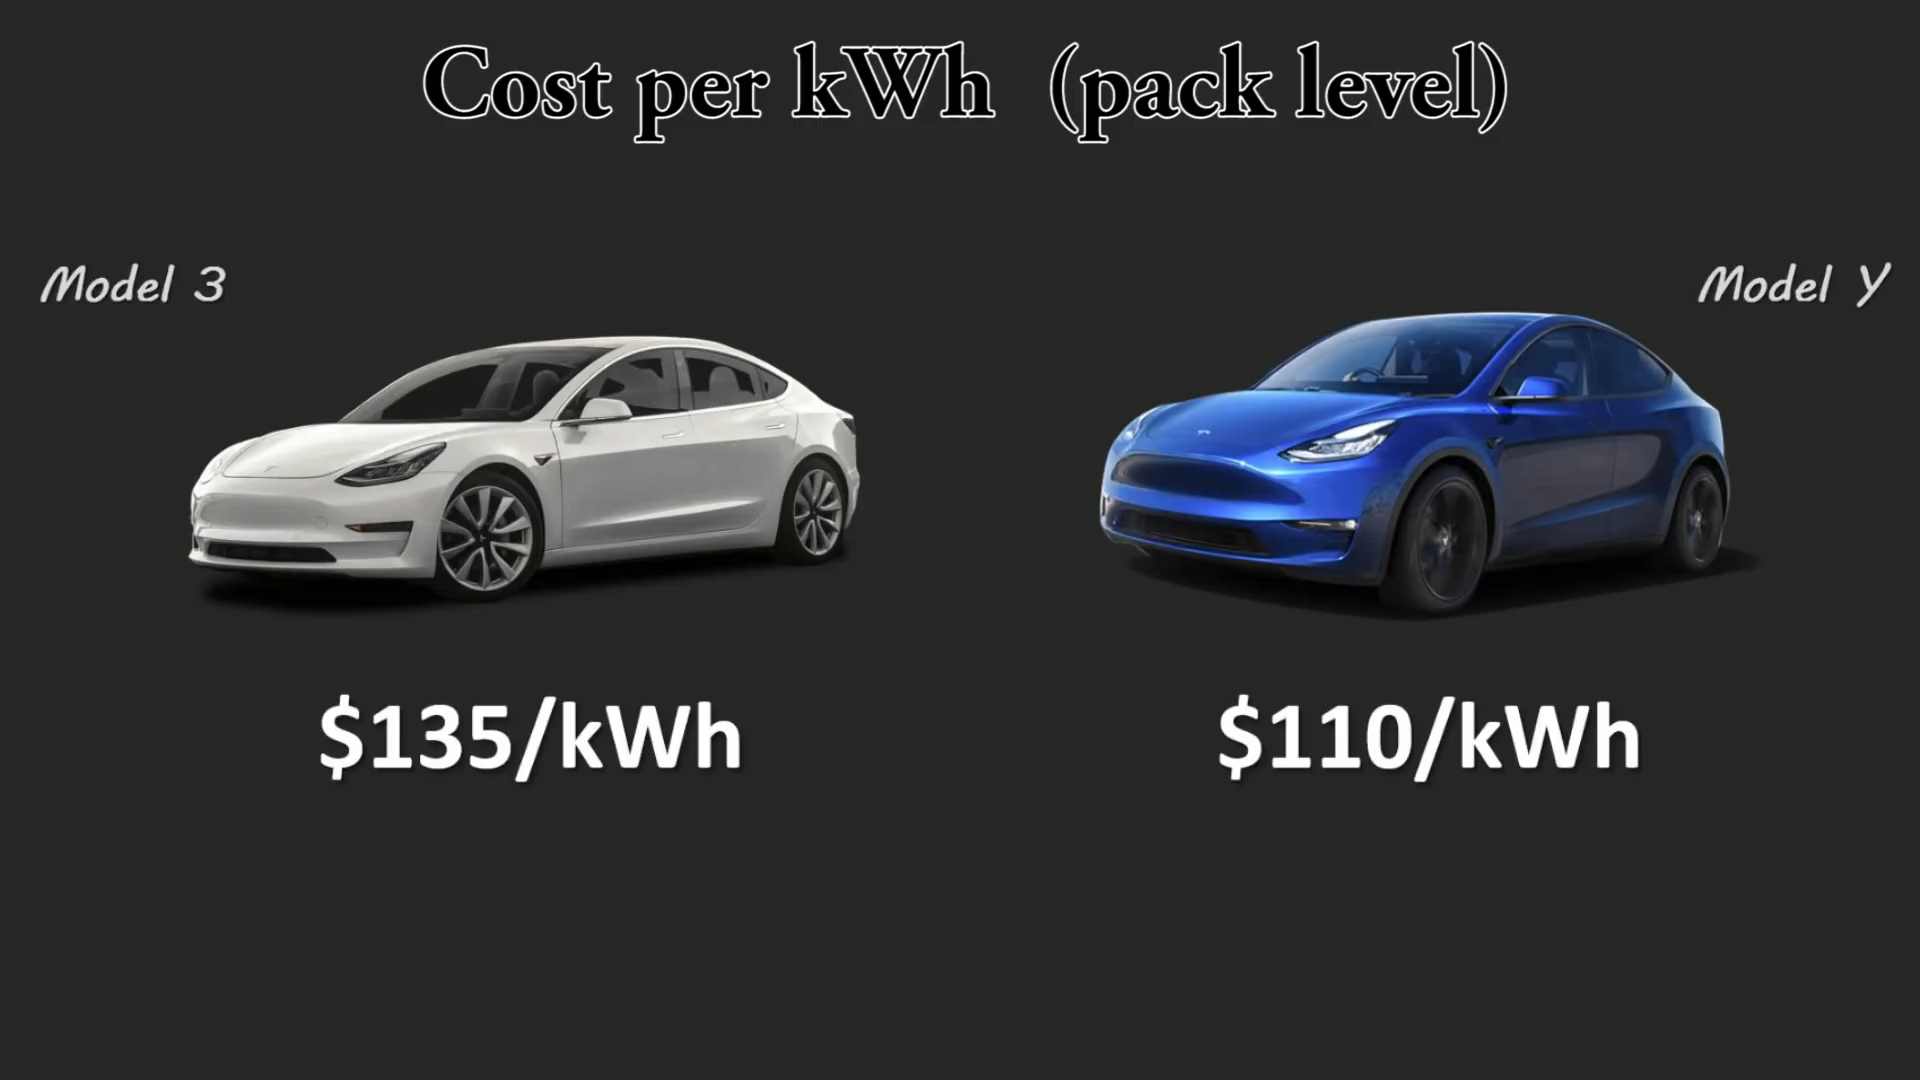 Cost per kWh (pack level)
Model 3
Model Y
$135/kWh
$110/kWh